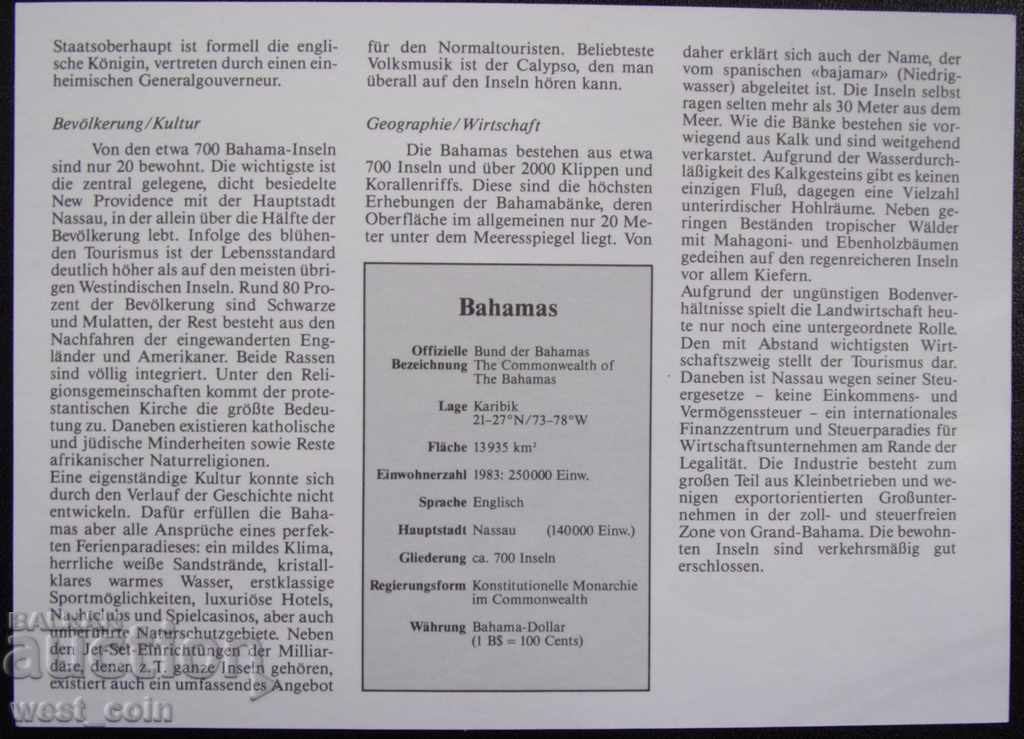 Staatsoberhaupt ist formell die engli-
sche Königin, vertreten durch einen ein-
heimischen Generalgouverneur.
Bevölkerung/Kultur
Von den etwa 700 Bahama-Inseln
sind nur 20 bewohnt. Die wichtigste ist
die zentral gelegene, dicht besiedelte
New Providence mit der Hauptstadt
Nassau, in der allein über die Hälfte der
Bevölkerung lebt. Infolge des blühen-
den Tourismus ist der Lebensstandard
deutlich höher als auf den meisten übri-
gen Westindischen Inseln. Rund 80 Pro-
zent der Bevölkerung sind Schwarze
und Mulatten, der Rest besteht aus den
Nachfahren der eingewanderten Eng-
länder und Amerikaner. Beide Rassen
sind völlig integriert. Unter den Reli-
gionsgemeinschaften kommt der prote-
stantischen Kirche die größte Bedeu-
tung zu. Daneben existieren katholische
und jüdische Minderheiten sowie Reste
afrikanischer Naturreligionen.
Eine eigenständige Kultur konnte sich
durch den Verlauf der Geschichte nicht
entwickeln. Dafür erfüllen die Baha-
mas aber alle Ansprüche eines perfek-
ten Ferienparadieses: ein mildes Klima,
herrliche weiße Sandstrände, kristall-
klares warmes Wasser, erstklassige
Sportmöglichkeiten, luxuriöse Hotels,
Nachtclubs und Spielcasinos, aber auch
unberührte Naturschutzgebiete. Neben
den Jet-Set-Einrichtungen der Milliar-
däre, denen z. T. ganze Inseln gehören,
existiert auch ein umfassendes Angebot
für den Normaltouristen. Beliebteste
Volksmusik ist der Calypso, den man
überall auf den Inseln hören kann.
Geographie/Wirtschaft
Die Bahamas bestehen aus etwa
700 Inseln und über 2000 Klippen und
Korallenriffs. Diese sind die höchsten
Erhebungen der Bahamabänke, deren
Oberfläche im allgemeinen nur 20 Me-
ter unter dem Meeresspiegel liegt. Von
Bahamas
Offizielle Bund der Bahamas
Bezeichnung The Commonwealth of
The Bahamas
Lage Karibik
21–27°N/73–78°W
Fläche 13935 km²
Einwohnerzahl 1983: 250000 Einw.
Sprache Englisch
Hauptstadt Nassau (140000 Einw.)
Gliederung ca. 700 Inseln
Regierungsform Konstitutionelle Monarchie
im Commonwealth
Währung Bahama-Dollar
(1 B$ = 100 Cents)
daher erklärt sich auch der Name, der
vom spanischen «bajamar» (Niedrig-
wasser) abgeleitet ist. Die Inseln selbst
ragen selten mehr als 30 Meter aus dem
Meer. Wie die Bänke bestehen sie vor-
wiegend aus Kalk und sind weitgehend
verkarstet. Aufgrund der Wasserdurch-
läßigkeit des Kalkgesteins gibt es keinen
einzigen Fluß, dagegen eine Vielzahl
unterirdischer Hohlräume. Neben ge-
ringen Beständen tropischer Wälder
mit Mahagoni- und Ebenholzbäumen
gedeihen auf den regenreicheren Inseln
vor allem Kiefern.
Aufgrund der ungünstigen Bodenver-
hältnisse spielt die Landwirtschaft heu-
te nur noch eine untergeordnete Rolle.
Den mit Abstand wichtigsten Wirt-
schaftszweig stellt der Tourismus dar.
Daneben ist Nassau wegen seiner Steu-
ergesetze – keine Einkommens- und
Vermögenssteuer – ein internationales
Finanzzentrum und Steuerparadies für
Wirtschaftsunternehmen am Rande der
Legalität. Die Industrie besteht zum
großen Teil aus Kleinbetrieben und we-
nigen exportorientierten Großunter-
nehmen in der zoll- und steuerfreien
Zone von Grand-Bahama. Die bewohn-
ten Inseln sind verkehrsmäßig gut
erschlossen.
BALKAN
auction
west_coin